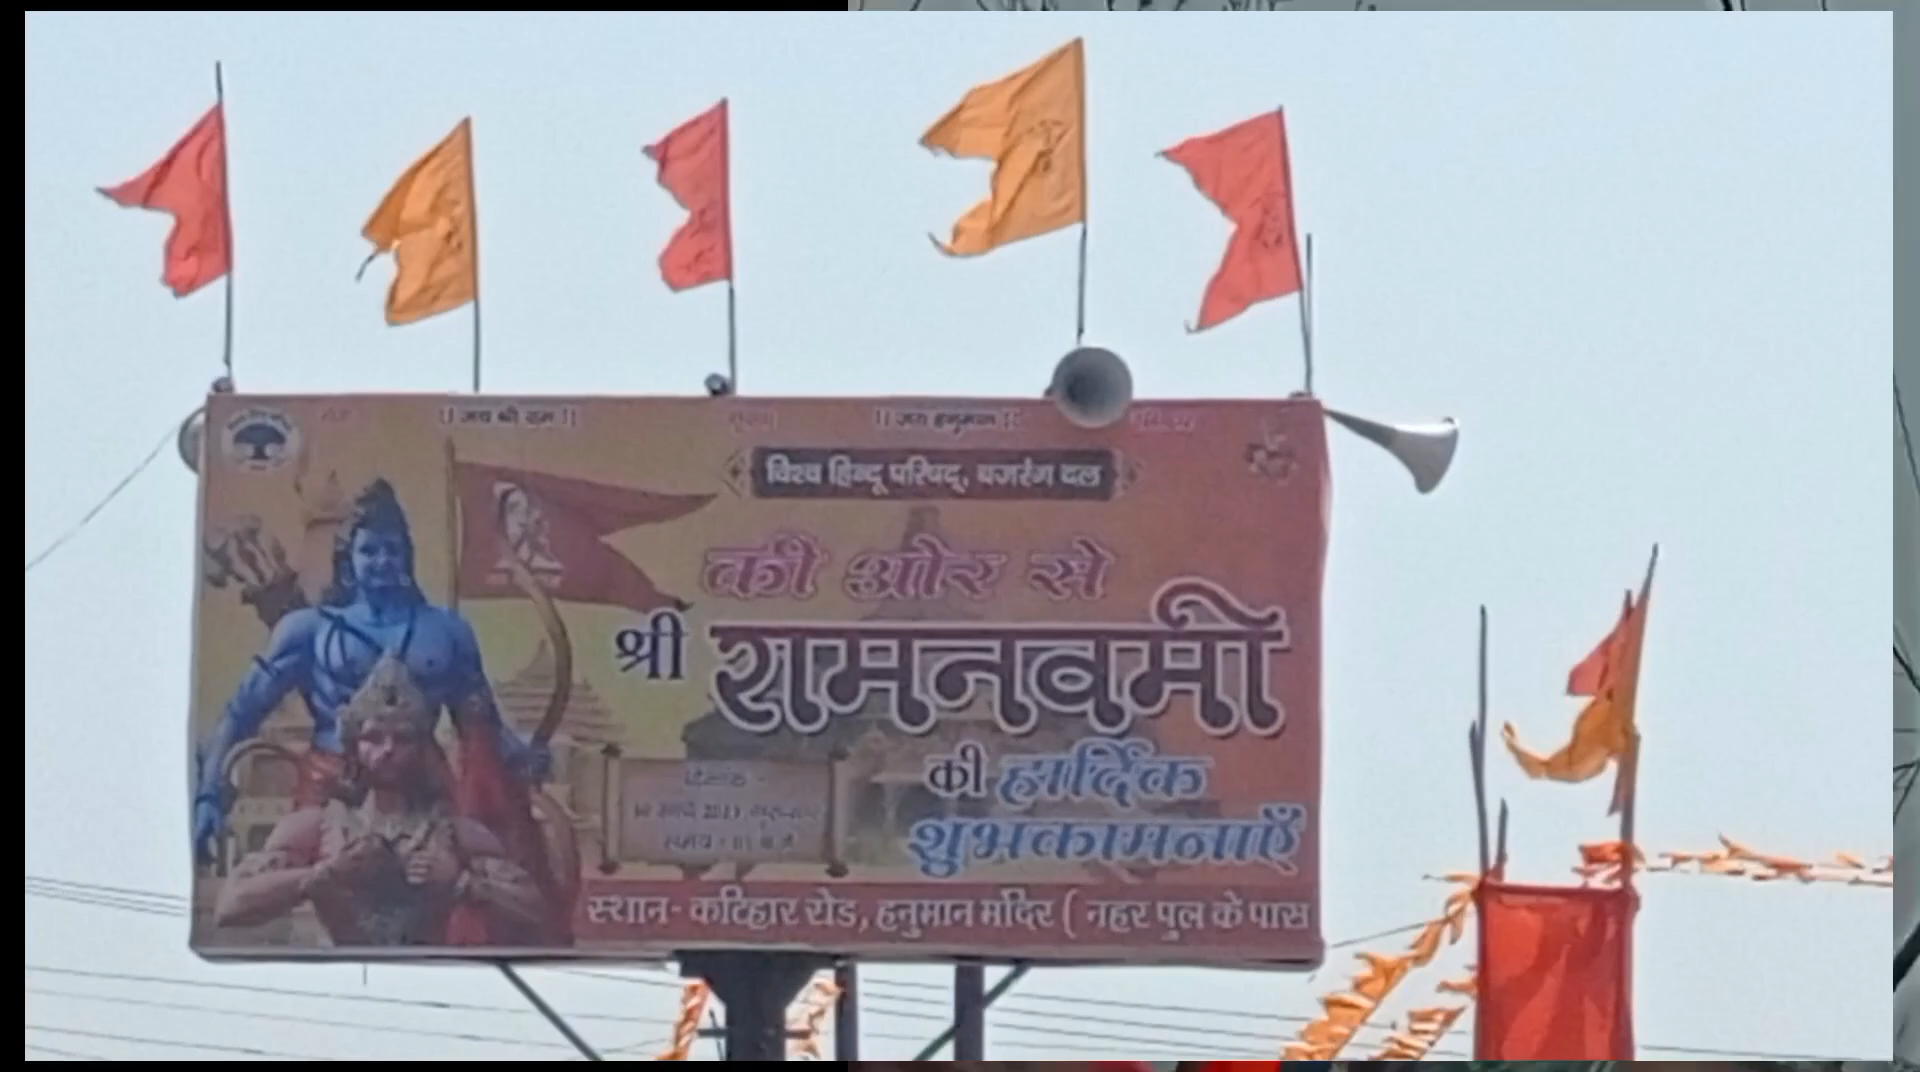 ॥ जय श्री राम ॥
॥ जय हनुमान ॥
विश्व हिन्दू परिषद्, बजरंग दल
की ओर से
श्री रामनवमी
की हार्दिक
शुभकामनाएँ
दिनांक -
स्थान- कटिहार रोड, हनुमान मंदिर ( नहर पुल के पास